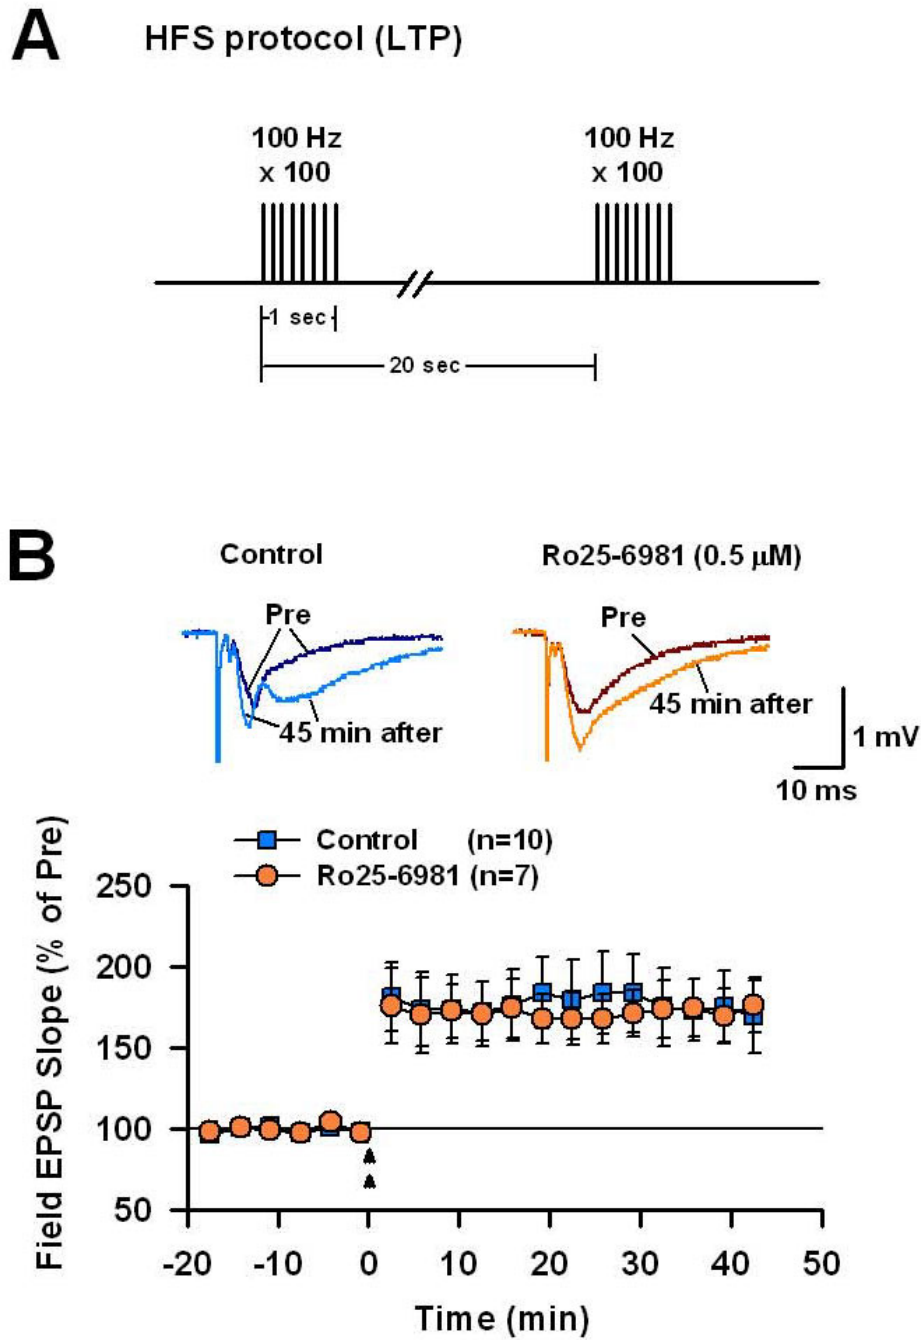 A HFS protocol (LTP)
100 Hz 100 Hz
x 100 x 100
1 sec
20 sec
B
Control Ro25-6981 (0.5 µM)
Pre Pre
45 min after 45 min after
1 mV
10 ms
Control (n=10)
Ro25-6981 (n=7)
Field EPSP Slope (% of Pre)
250
200
150
100
50
-20 -10 0 10 20 30 40 50
Time (min)